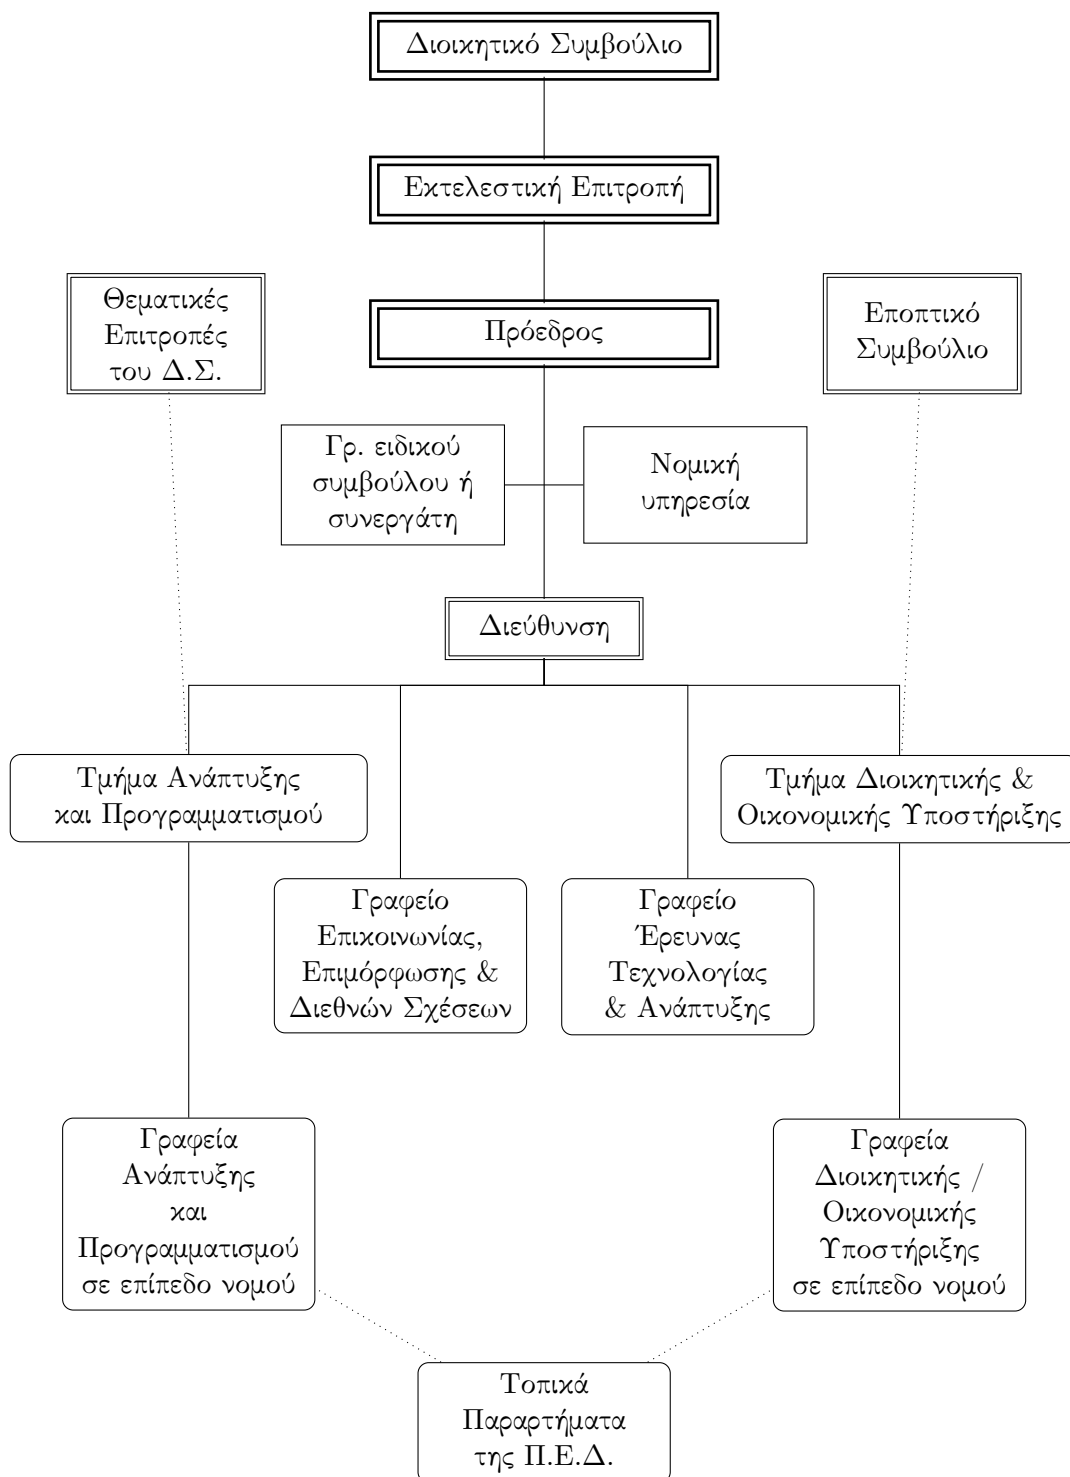 Διοικητικό Συμβούλιο
Εκτελεστική Επιτροπή
Θεματικές
Επιτροπές
του Δ.Σ.
Πρόεδρος
Εποπτικό
Συμβούλιο
Γρ. ειδικού
συμβούλου ή
συνεργάτη
Νομική
υπηρεσία
Διεύθυνση
Τμήμα Ανάπτυξης
και Προγραμματισμού
Τμήμα Διοικητικής &
Οικονομικής Υποστήριξης
Γραφείο
Επικοινωνίας,
Επιμόρφωσης &
Διεθνών Σχέσεων
Γραφείο
Έρευνας
Τεχνολογίας
& Ανάπτυξης
Γραφεία
Ανάπτυξης
και
Προγραμματισμού
σε επίπεδο νομού
Γραφεία
Διοικητικής /
Οικονομικής
Υποστήριξης
σε επίπεδο νομού
Τοπικά
Παραρτήματα
της Π.Ε.Δ.